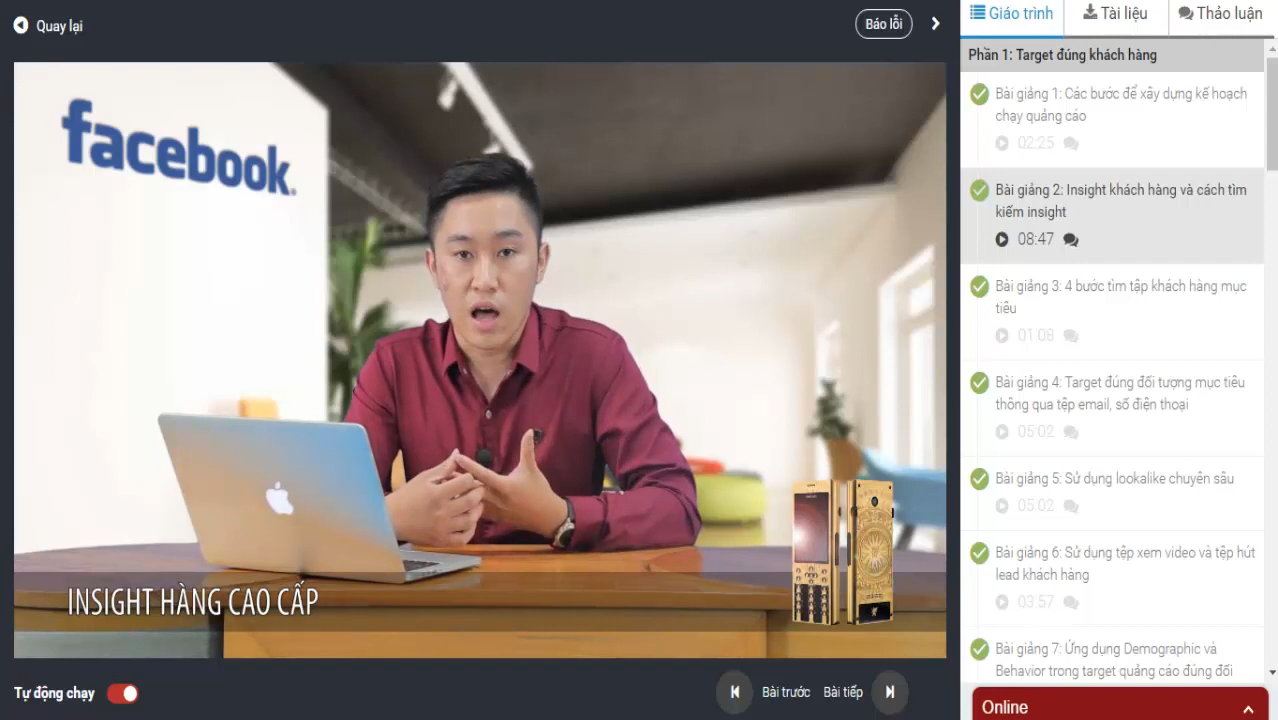 Quay lại
Báo lỗi
facebook.
INSIGHT HÀNG CAO CẤP
Tự động chạy
Bài trước
Bài tiếp
Giáo trình
Tài liệu
Thảo luận
Phần 1: Target đúng khách hàng
Bài giảng 1: Các bước để xây dựng kế hoạch
chạy quảng cáo
02:25
Bài giảng 2: Insight khách hàng và cách tìm
kiếm insight
08:47
Bài giảng 3: 4 bước tìm tập khách hàng mục
tiêu
01:08
Bài giảng 4: Target đúng đối tượng mục tiêu
thông qua tệp email, số điện thoại
05:02
Bài giảng 5: Sử dụng lookalike chuyên sâu
05:02
Bài giảng 6: Sử dụng tệp xem video và tệp hút
lead khách hàng
03:57
Bài giảng 7: Ứng dụng Demographic và
Behavior trong target quảng cáo đúng đối
Online